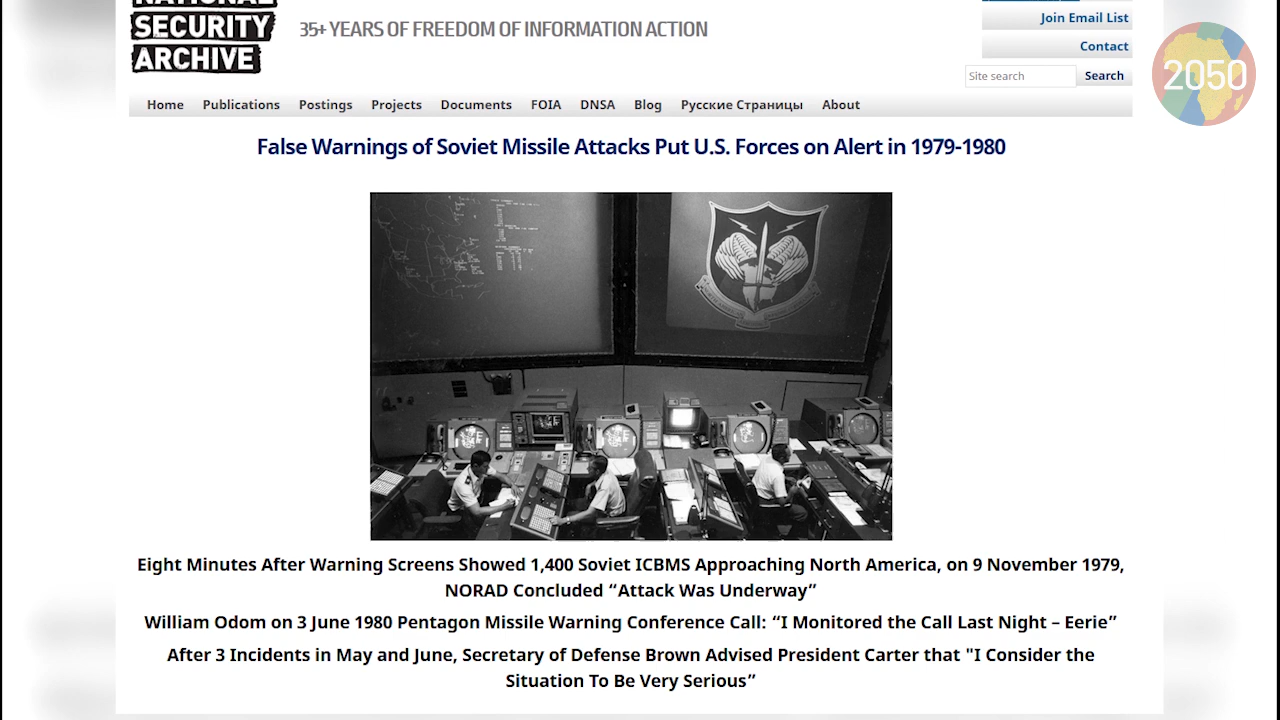 NATIONAL
SECURITY
ARCHIVE
35+ YEARS OF FREEDOM OF INFORMATION ACTION
Join Email List
Contact
Site search
Search
2050
Home Publications Postings Projects Documents FOIA DNSA Blog Русские Страницы About
False Warnings of Soviet Missile Attacks Put U.S. Forces on Alert in 1979-1980
Eight Minutes After Warning Screens Showed 1,400 Soviet ICBMS Approaching North America, on 9 November 1979,
NORAD Concluded “Attack Was Underway”
William Odom on 3 June 1980 Pentagon Missile Warning Conference Call: “I Monitored the Call Last Night – Eerie”
After 3 Incidents in May and June, Secretary of Defense Brown Advised President Carter that "I Consider the
Situation To Be Very Serious”